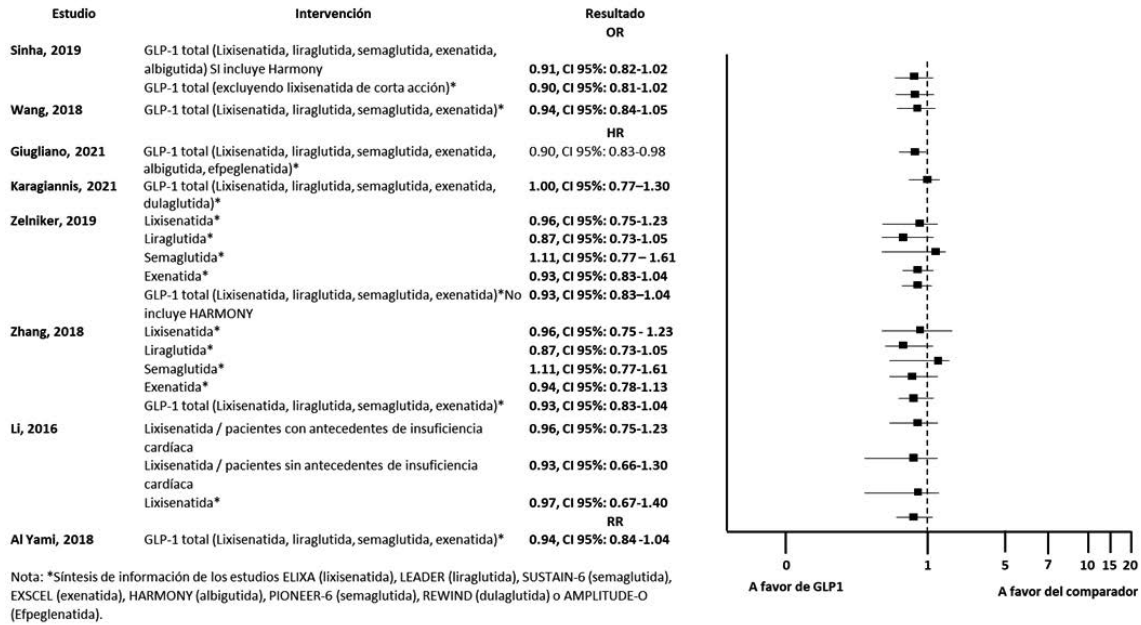 Estudio Intervención Resultado
OR
Sinha, 2019 GLP-1 total (Lixisenatida, liraglutida, semaglutida, exenatida,
albigutida) SI incluye Harmony 0.91, CI 95%: 0.82-1.02
GLP-1 total (excluyendo lixisenatida de corta acción)* 0.90, CI 95%: 0.81-1.02
Wang, 2018 GLP-1 total (Lixisenatida, liraglutida, semaglutida, exenatida)* 0.94, CI 95%: 0.84-1.05
HR
Giugliano, 2021 GLP-1 total (Lixisenatida, liraglutida, semaglutida, exenatida, 0.90, CI 95%: 0.83-0.98
albigutida, efpeglenatida)*
Karagiannis, 2021 GLP-1 total (Lixisenatida, liraglutida, semaglutida, exenatida, 1.00, CI 95%: 0.77–1.30
dulaglutida)*
Zelniker, 2019 Lixisenatida* 0.96, CI 95%: 0.75-1.23
Liraglutida* 0.87, CI 95%: 0.73-1.05
Semaglutida* 1.11, CI 95%: 0.77 – 1.61
Exenatida* 0.93, CI 95%: 0.83-1.04
GLP-1 total (Lixisenatida, liraglutida, semaglutida, exenatida)*No 0.93, CI 95%: 0.83–1.04
incluye HARMONY
Zhang, 2018 Lixisenatida* 0.96, CI 95%: 0.75 - 1.23
Liraglutida* 0.87, CI 95%: 0.73-1.05
Semaglutida* 1.11, CI 95%: 0.77-1.61
Exenatida* 0.94, CI 95%: 0.78-1.13
GLP-1 total (Lixisenatida, liraglutida, semaglutida, exenatida)* 0.93, CI 95%: 0.83-1.04
Li, 2016 Lixisenatida / pacientes con antecedentes de insuficiencia 0.96, CI 95%: 0.75-1.23
cardíaca
Lixisenatida / pacientes sin antecedentes de insuficiencia 0.93, CI 95%: 0.66-1.30
cardíaca
Lixisenatida* 0.97, CI 95%: 0.67-1.40
RR
Al Yami, 2018 GLP-1 total (Lixisenatida, liraglutida, semaglutida, exenatida)* 0.94, CI 95%: 0.84 -1.04
0 1 5 7 10 15 20
A favor de GLP1 A favor del comparador
Nota: *Síntesis de información de los estudios ELIXA (lixisenatida), LEADER (liraglutida), SUSTAIN-6 (semaglutida),
EXSCEL (exenatida), HARMONY (albigutida), PIONEER-6 (semaglutida), REWIND (dulaglutida) o AMPLITUDE-O
(Efpeglenatida).